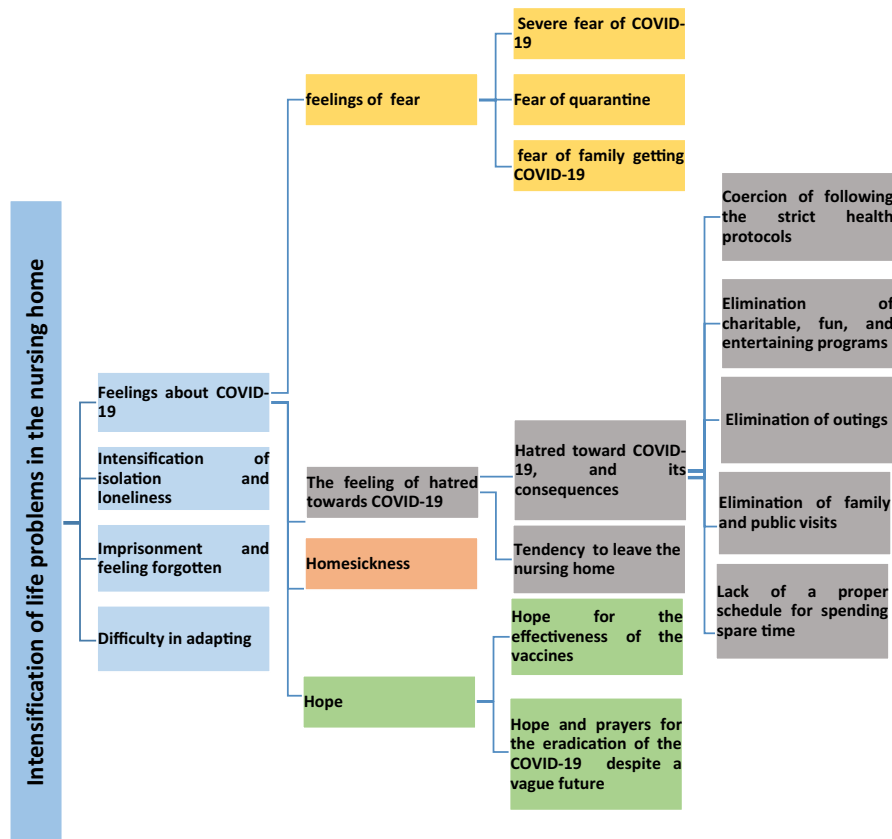 Intensification of life problems in the nursing home
Feelings about COVID-
19
Intensification of
isolation and
loneliness
Imprisonment and
feeling forgotten
Difficulty in adapting
feelings of fear
The feeling of hatred
towards COVID-19
Homesickness
Hope
Severe fear of COVID-
19
Fear of quarantine
fear of family getting
COVID-19
Hatred toward COVID-
19, and its
consequences
Tendency to leave the
nursing home
Hope for the
effectiveness of the
vaccines
Hope and prayers for
the eradication of the
COVID-19 despite a
vague future
Coercion of following
the strict health
protocols
Elimination of
charitable, fun, and
entertaining programs
Elimination of outings
Elimination of family
and public visits
Lack of a proper
schedule for spending
spare time